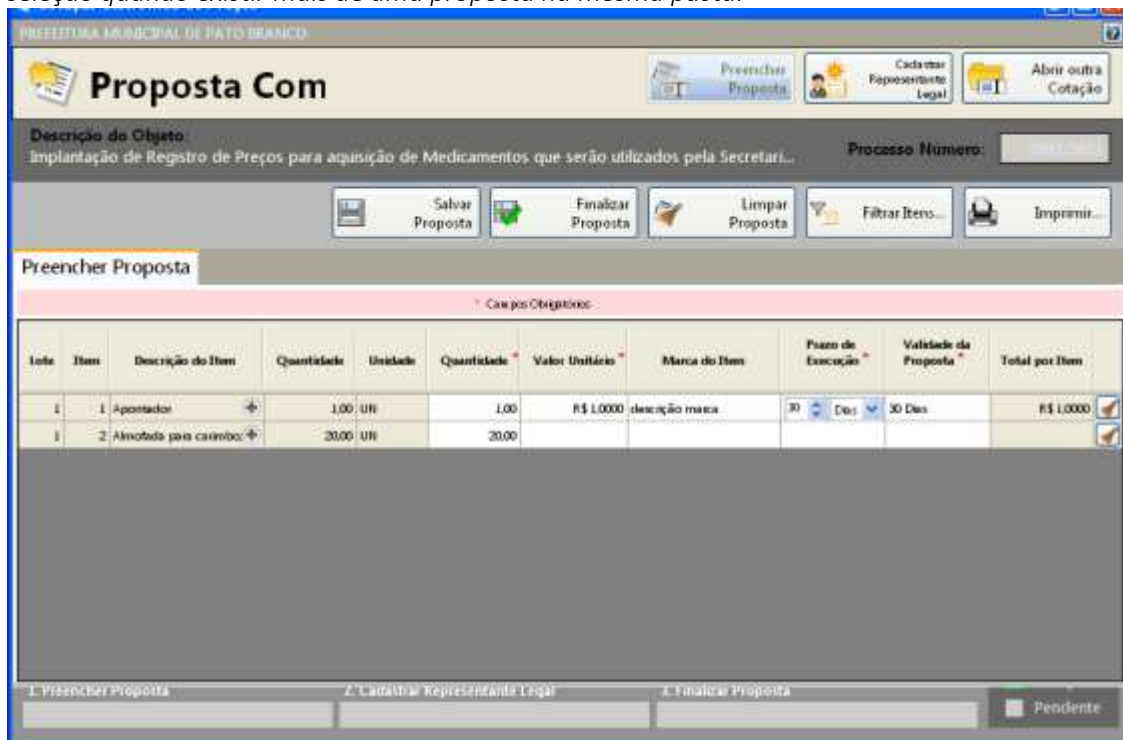 seleção quando existir mais de uma proposta na mesma pasta.
PREFEITURA MUNICIPAL DE PATO BRANCO
Proposta Com
Preencher
Proposta
Cadastrar
Representante
Legal
Abrir outra
Cotação
Descrição do Objeto:
Implantação de Registro de Preços para aquisição de Medicamentos que serão utilizados pela Secretari...
Processo Número:
Salvar
Proposta
Finalizar
Proposta
Limpar
Proposta
Filtrar Itens...
Imprimir...
Preencher Proposta
* Campos Obrigatórios
Lote Item Descrição do Item Quantidade Unidade Quantidade * Valor Unitário * Marca do Item Prazo de Execução * Validade da Proposta * Total por Item
1 1 Apontador + 1,00 UN 1,00 R$ 1,0000 descrição marca 30 Dias 30 Dias R$ 1,0000
1 2 Almofada para carimbo: + 20,00 UN 20,00
1. Preencher Proposta 2. Cadastrar Representante Legal 3. Finalizar Proposta
Pendente